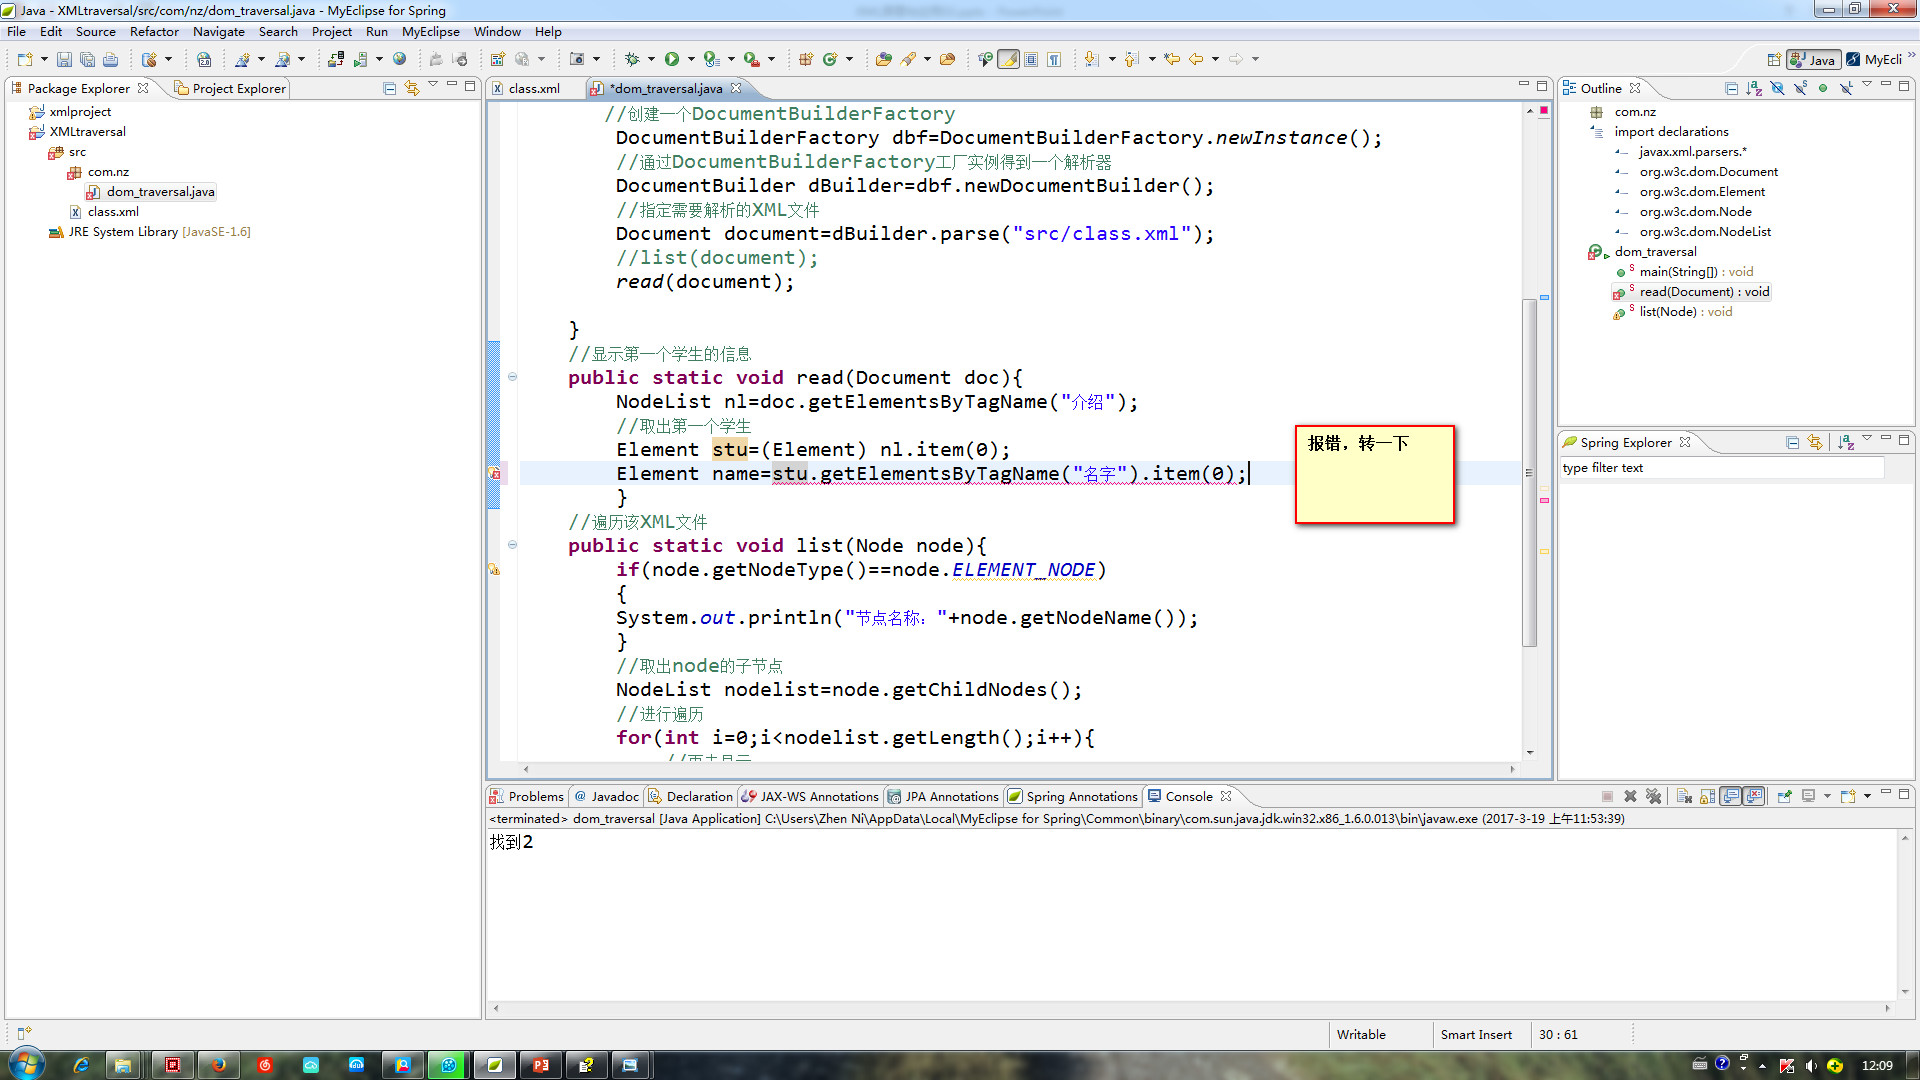 Java - XMLtraversal/src/com/nz/dom_traversal.java - MyEclipse for Spring
File Edit Source Refactor Navigate Search Project Run MyEclipse Window Help
Java MyEcli
Package Explorer Project Explorer
xmlproject
XMLtraversal
src
com.nz
dom_traversal.java
class.xml
JRE System Library [JavaSE-1.6]
class.xml *dom_traversal.java
//创建一个DocumentBuilderFactory
DocumentBuilderFactory dbf=DocumentBuilderFactory.newInstance();
//通过DocumentBuilderFactory工厂实例得到一个解析器
DocumentBuilder dBuilder=dbf.newDocumentBuilder();
//指定需要解析的XML文件
Document document=dBuilder.parse("src/class.xml");
//list(document);
read(document);
}
//显示第一个学生的信息
public static void read(Document doc){
NodeList nl=doc.getElementsByTagName("介绍");
//取出第一个学生
Element stu=(Element) nl.item(0);
Element name=stu.getElementsByTagName("名字").item(0);
}
//遍历该XML文件
public static void list(Node node){
if(node.getNodeType()==node.ELEMENT_NODE)
{
System.out.println("节点名称："+node.getNodeName());
}
//取出node的子节点
NodeList nodelist=node.getChildNodes();
//进行遍历
for(int i=0;i<nodelist.getLength();i++){
报错，转一下
Outline
com.nz
import declarations
javax.xml.parsers.*
org.w3c.dom.Document
org.w3c.dom.Element
org.w3c.dom.Node
org.w3c.dom.NodeList
dom_traversal
main(String[]) : void
read(Document) : void
list(Node) : void
Spring Explorer
type filter text
Problems Javadoc Declaration JAX-WS Annotations JPA Annotations Spring Annotations Console
<terminated> dom_traversal [Java Application] C:\Users\Zhen Ni\AppData\Local\MyEclipse for Spring\Common\binary\com.sun.java.jdk.win32.x86_1.6.0.013\bin\javaw.exe (2017-3-19 上午11:53:39)
找到2
Writable Smart Insert 30 : 61
12:09